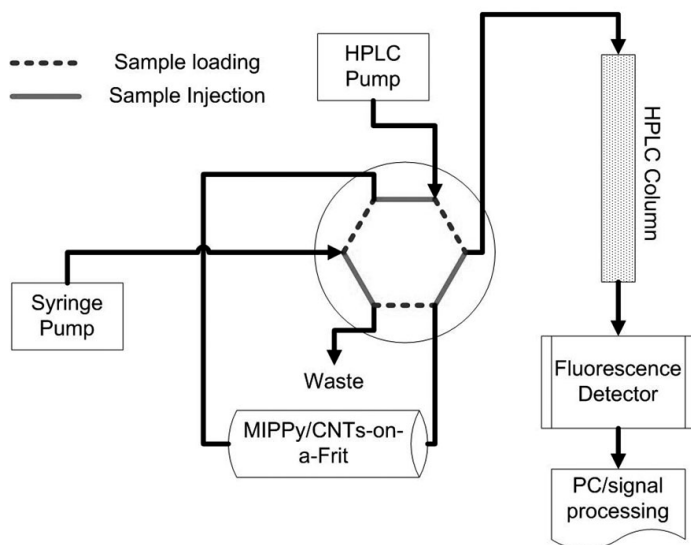 Sample loading
Sample Injection
HPLC
Pump
HPLC Column
Syringe
Pump
Waste
MIPPy/CNTs-on-
a-Frit
Fluorescence
Detector
PC/signal
processing